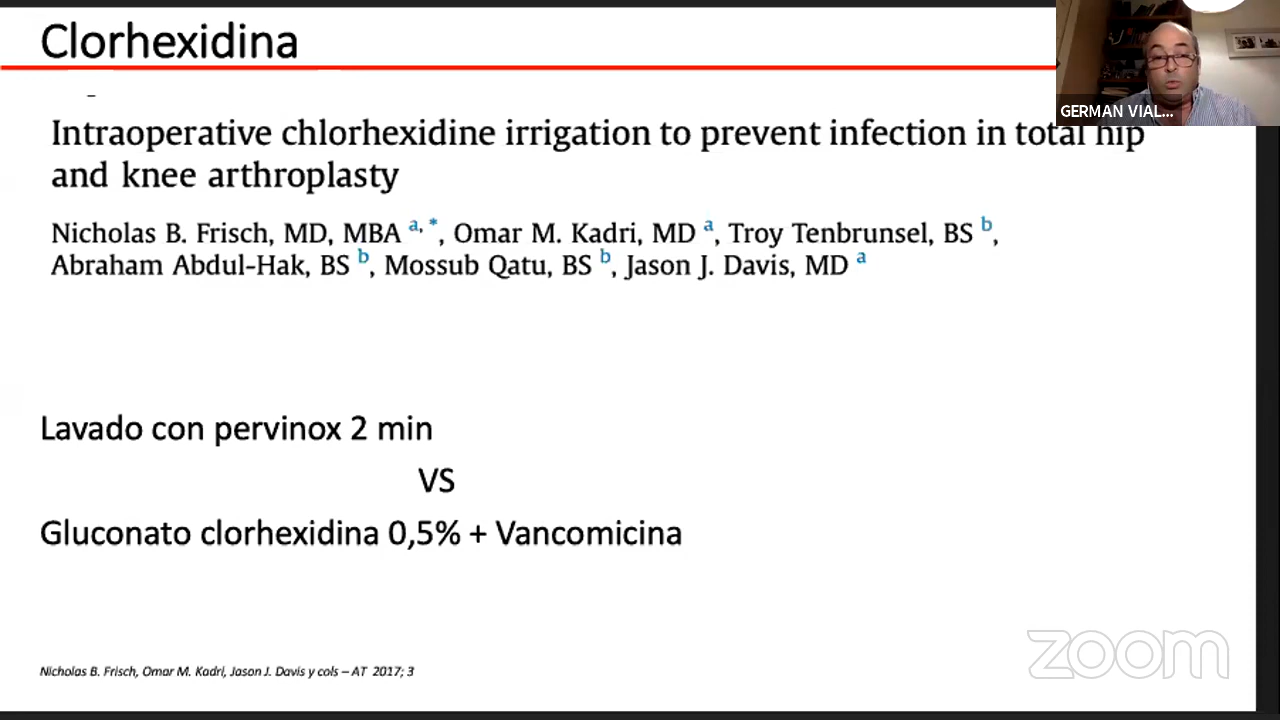 Clorhexidina
GERMAN VIAL...
Intraoperative chlorhexidine irrigation to prevent infection in total hip
and knee arthroplasty
Nicholas B. Frisch, MD, MBA a, *, Omar M. Kadri, MD a, Troy Tenbrunsel, BS b,
Abraham Abdul-Hak, BS b, Mossub Qatu, BS b, Jason J. Davis, MD a
Lavado con pervinox 2 min
VS
Gluconato clorhexidina 0,5% + Vancomicina
Nicholas B. Frisch, Omar M. Kadri, Jason J. Davis y cols – AT 2017; 3
zoom